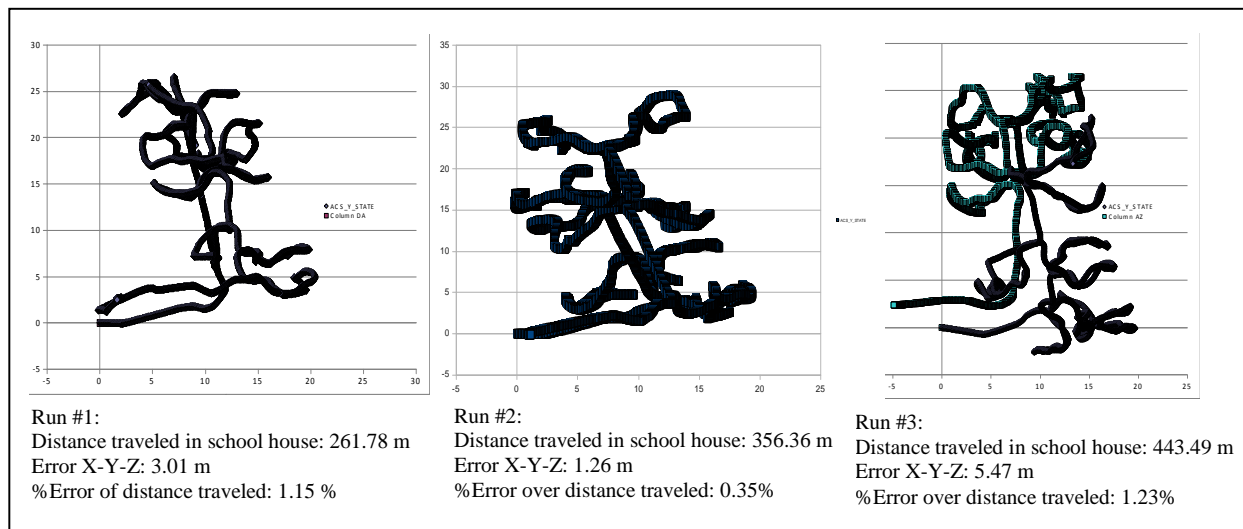 30
25
20
15
10
5
0
-5
-5 0 5 10 15 20 25 30
ACS_Y_STATE
Column DA
Run #1:
Distance traveled in school house: 261.78 m
Error X-Y-Z: 3.01 m
%Error of distance traveled: 1.15 %
35
30
25
20
15
10
5
0
-5
-5 0 5 10 15 20 25
ACS_Y_STATE
Run #2:
Distance traveled in school house: 356.36 m
Error X-Y-Z: 1.26 m
%Error over distance traveled: 0.35%
-5 0 5 10 15 20 25
ACS_Y_STATE
Column AZ
Run #3:
Distance traveled in school house: 443.49 m
Error X-Y-Z: 5.47 m
%Error over distance traveled: 1.23%